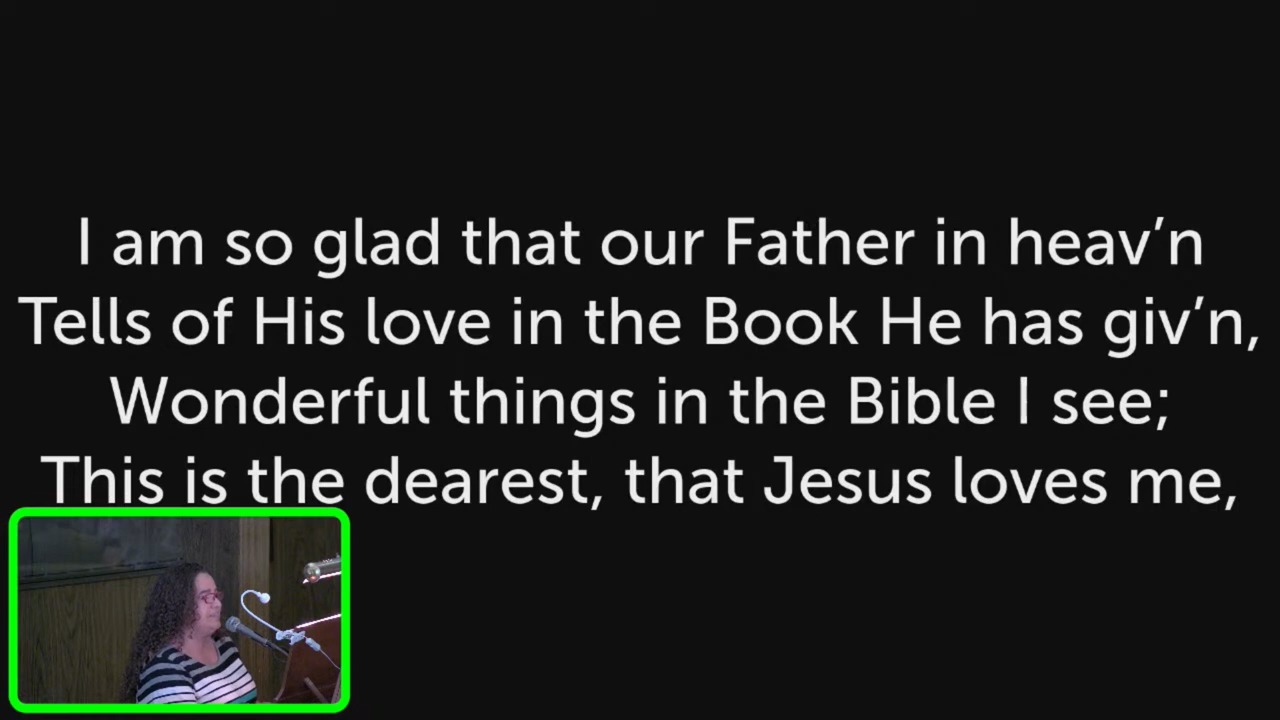 I am so glad that our Father in heav’n
Tells of His love in the Book He has giv’n,
Wonderful things in the Bible I see;
This is the dearest, that Jesus loves me,